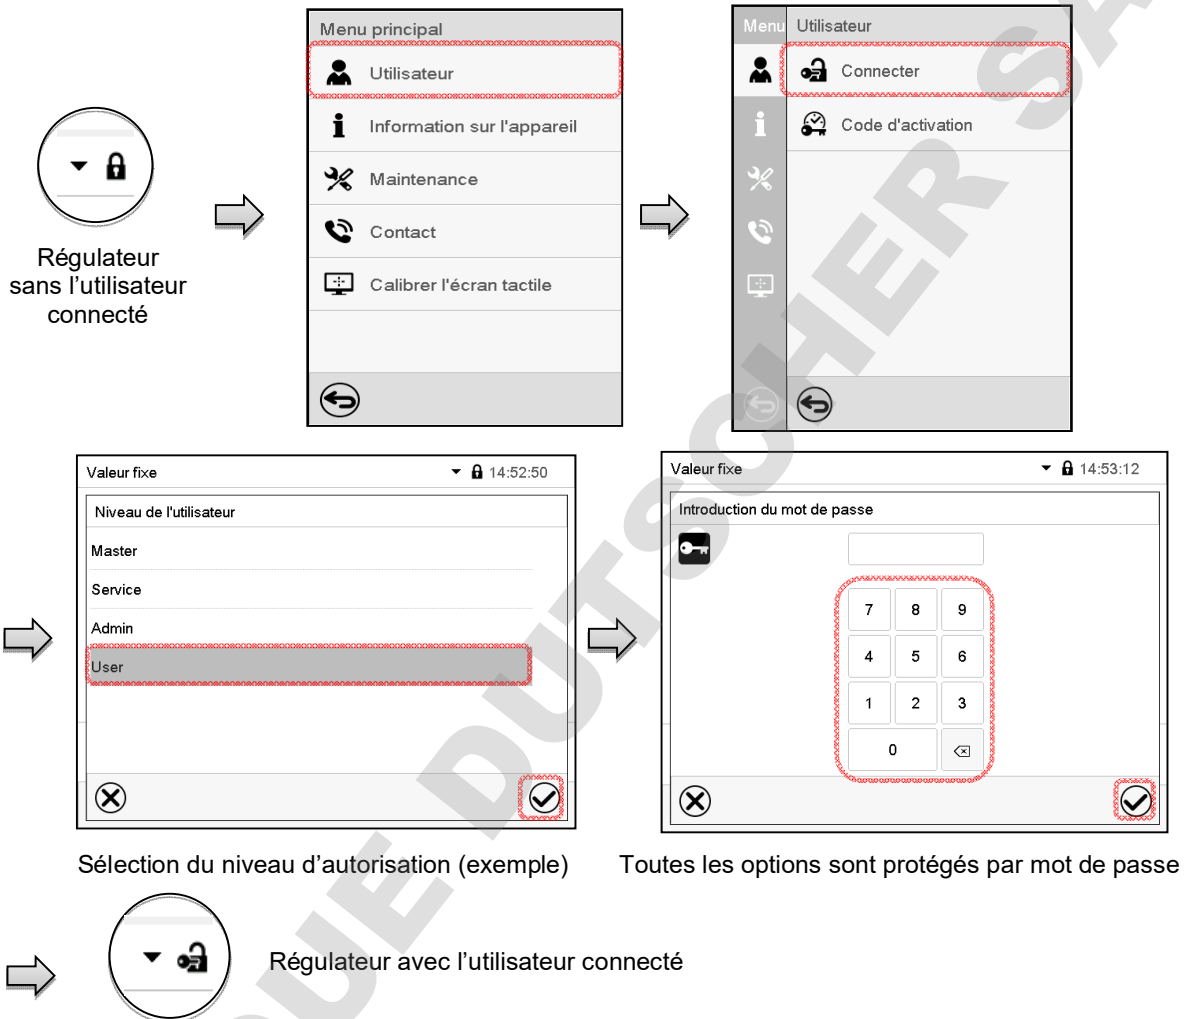 Menu principal
Utilisateur
Information sur l'appareil
Maintenance
Contact
Calibrer l'écran tactile
Menu
Utilisateur
Connecter
Code d'activation
Régulateur
sans l’utilisateur
connecté
Valeur fixe
14:52:50
Niveau de l'utilisateur
Master
Service
Admin
User
Valeur fixe
14:53:12
Introduction du mot de passe
7 8 9
4 5 6
1 2 3
0
Sélection du niveau d’autorisation (exemple)
Toutes les options sont protégés par mot de passe
Régulateur avec l’utilisateur connecté
UE DUTSCHER SA